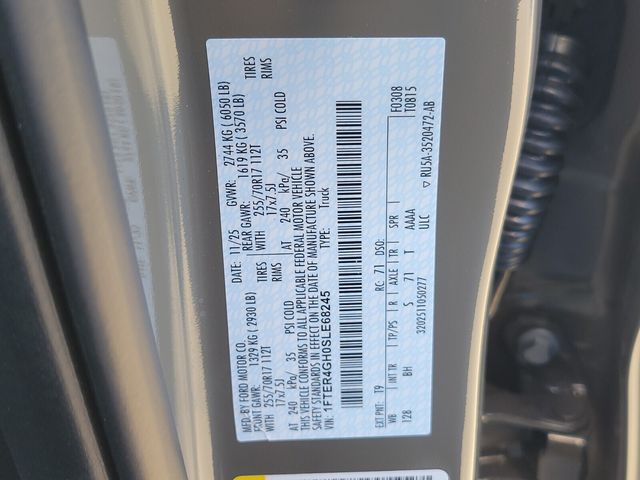 MFD. BY FORD MOTOR CO.
DATE: 11/25 GVWR: 2744 KG ( 6050 LB)
FRONT GAWR: 1329 KG ( 2930 LB) REAR GAWR: 1619 KG ( 3570 LB)
WITH 255/70R17 112T TIRES WITH 255/70R17 112T TIRES
17x7.5J RIMS 17x7.5J RIMS
AT 240 kPa/ 35 PSI COLD AT 240 kPa/ 35 PSI COLD
THIS VEHICLE CONFORMS TO ALL APPLICABLE FEDERAL MOTOR VEHICLE
SAFETY STANDARDS IN EFFECT ON THE DATE OF MANUFACTURE SHOWN ABOVE.
VIN: 1FTER4GH0SLE68245 TYPE: Truck
F0308
T0815
EXT PNT: T9 RC: 71 DSO:
WB INT TR TP/PS R AXLE TR SPR
128 BH S 71 T AAAA
ULC
3202511050277
▽ RU5A-3520472-AB